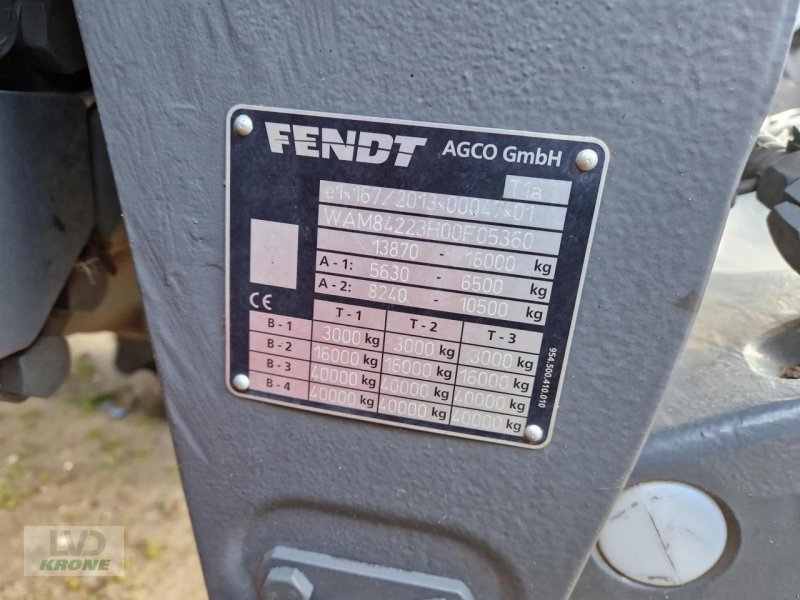 FENDT AGCO GmbH
T1a
e1*167/2013*00047*01
WAM84223H00F05360
13870 - 16000 kg
A - 1: 5630 - 6500 kg
A - 2: 8240 - 10500 kg
CE
T - 1 T - 2 T - 3
B - 1 3000 kg 3000 kg 3000 kg
B - 2 16000 kg 16000 kg 16000 kg
B - 3 40000 kg 40000 kg 40000 kg
B - 4 40000 kg 40000 kg 40000 kg
954.500.410.010
LVD
KRONE